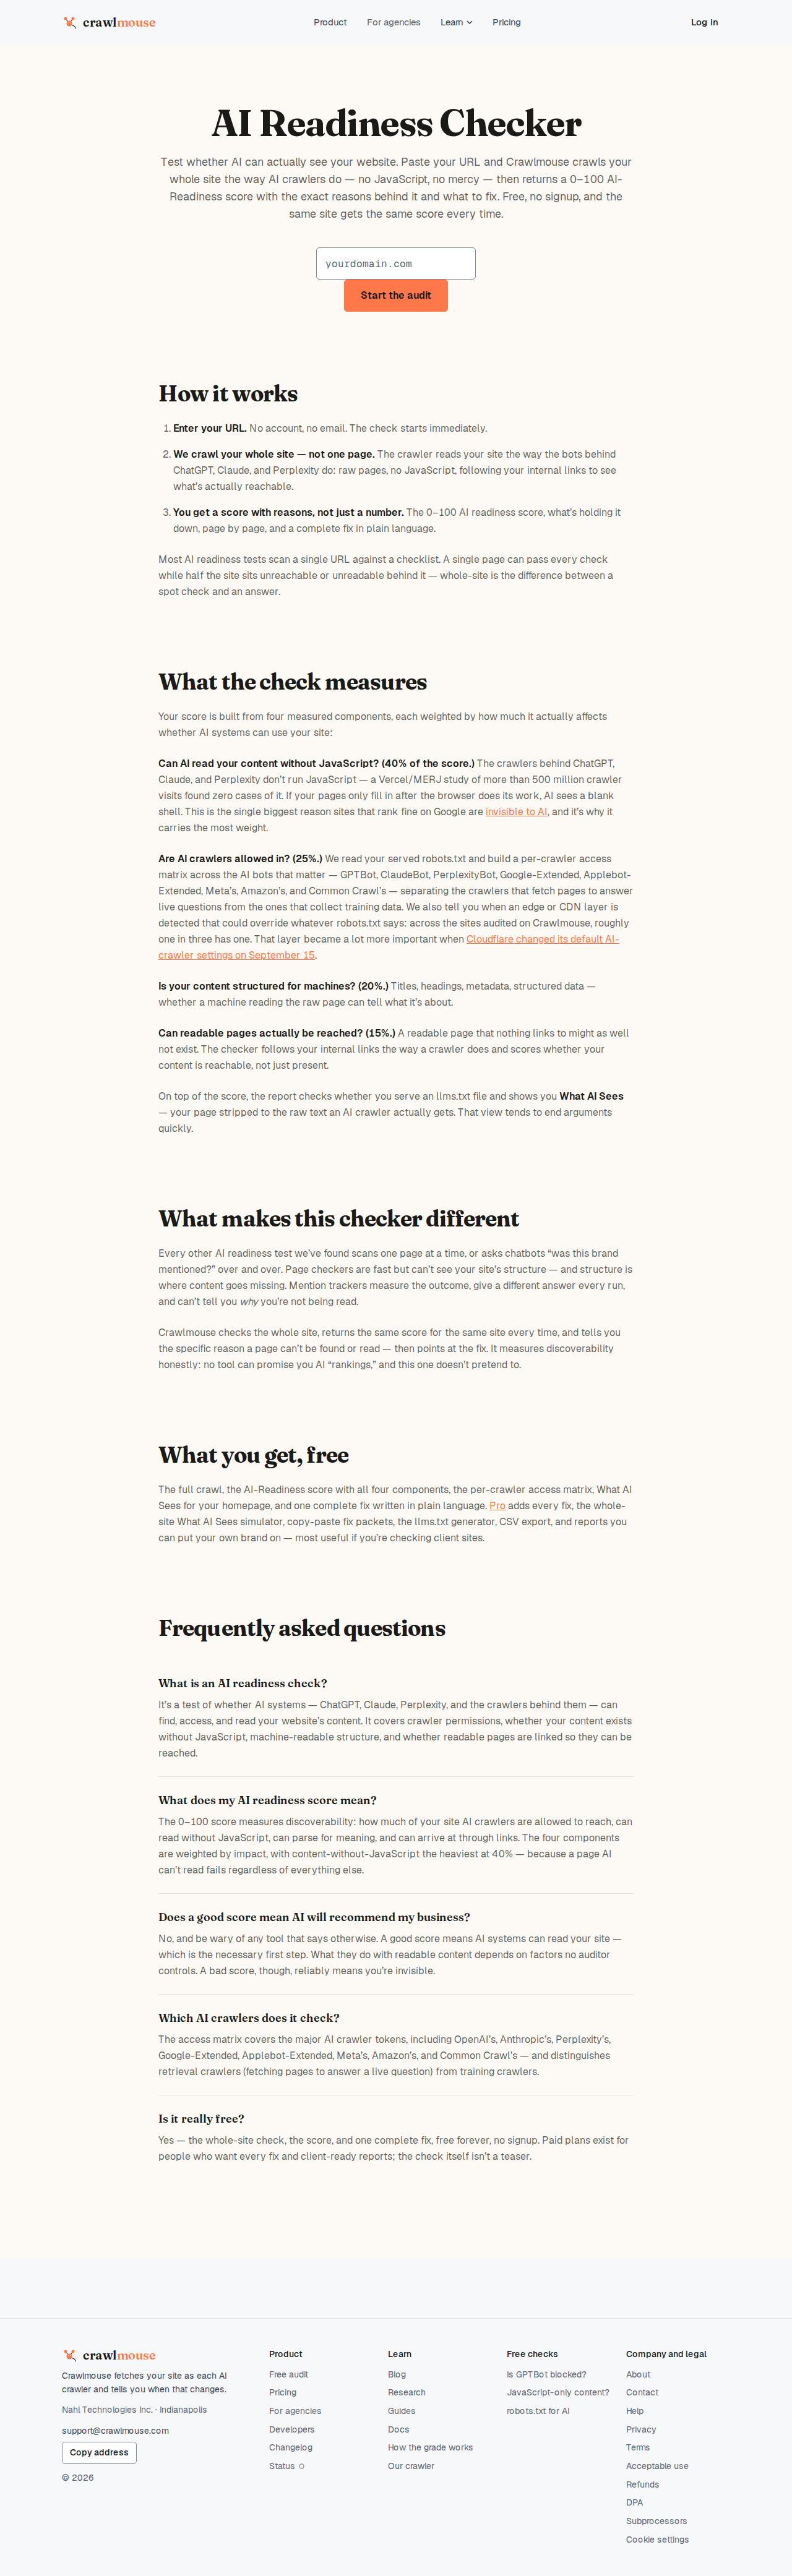 crawlmouse
Product
For agencies
Learn
Pricing
Log in
AI Readiness Checker
Test whether AI can actually see your website. Paste your URL and Crawlmouse crawls your
whole site the way AI crawlers do — no JavaScript, no mercy — then returns a 0–100 AI-
Readiness score with the exact reasons behind it and what to fix. Free, no signup, and the
same site gets the same score every time.
yourdomain.com
Start the audit
How it works
1. Enter your URL. No account, no email. The check starts immediately.
2. We crawl your whole site — not one page. The crawler reads your site the way the bots behind
ChatGPT, Claude, and Perplexity do: raw pages, no JavaScript, following your internal links to see
what's actually reachable.
3. You get a score with reasons, not just a number. The 0–100 AI readiness score, what's holding it
down, page by page, and a complete fix in plain language.
Most AI readiness tests scan a single URL against a checklist. A single page can pass every check
while half the site sits unreachable or unreadable behind it — whole-site is the difference between a
spot check and an answer.
What the check measures
Your score is built from four measured components, each weighted by how much it actually affects
whether AI systems can use your site:
Can AI read your content without JavaScript? (40% of the score.) The crawlers behind ChatGPT,
Claude, and Perplexity don't run JavaScript — a Vercel/MERJ study of more than 500 million crawler
visits found zero cases of it. If your pages only fill in after the browser does its work, AI sees a blank
shell. This is the single biggest reason sites that rank fine on Google are invisible to AI, and it's why it
carries the most weight.
Are AI crawlers allowed in? (25%.) We read your served robots.txt and build a per-crawler access
matrix across the AI bots that matter — GPTBot, ClaudeBot, PerplexityBot, Google-Extended, Applebot-
Extended, Meta's, Amazon's, and Common Crawl's — separating the crawlers that fetch pages to answer
live questions from the ones that collect training data. We also tell you when an edge or CDN layer is
detected that could override whatever robots.txt says: across the sites audited on Crawlmouse, roughly
one in three has one. That layer became a lot more important when Cloudflare changed its default AI-
crawler settings on September 15.
Is your content structured for machines? (20%.) Titles, headings, metadata, structured data —
whether a machine reading the raw page can tell what it's about.
Can readable pages actually be reached? (15%.) A readable page that nothing links to might as well
not exist. The checker follows your internal links the way a crawler does and scores whether your
content is reachable, not just present.
On top of the score, the report checks whether you serve an llms.txt file and shows you What AI Sees
— your page stripped to the raw text an AI crawler actually gets. That view tends to end arguments
quickly.
What makes this checker different
Every other AI readiness test we've found scans one page at a time, or asks chatbots “was this brand
mentioned?” over and over. Page checkers are fast but can't see your site's structure — and structure is
where content goes missing. Mention trackers measure the outcome, give a different answer every run,
and can't tell you why you're not being read.
Crawlmouse checks the whole site, returns the same score for the same site every time, and tells you
the specific reason a page can't be found or read — then points at the fix. It measures discoverability
honestly: no tool can promise you AI “rankings,” and this one doesn't pretend to.
What you get, free
The full crawl, the AI-Readiness score with all four components, the per-crawler access matrix, What AI
Sees for your homepage, and one complete fix written in plain language. Pro adds every fix, the whole-
site What AI Sees simulator, copy-paste fix packets, the llms.txt generator, CSV export, and reports you
can put your own brand on — most useful if you're checking client sites.
Frequently asked questions
What is an AI readiness check?
It's a test of whether AI systems — ChatGPT, Claude, Perplexity, and the crawlers behind them — can
find, access, and read your website's content. It covers crawler permissions, whether your content exists
without JavaScript, machine-readable structure, and whether readable pages are linked so they can be
reached.
What does my AI readiness score mean?
The 0–100 score measures discoverability: how much of your site AI crawlers are allowed to reach, can
read without JavaScript, can parse for meaning, and can arrive at through links. The four components
are weighted by impact, with content-without-JavaScript the heaviest at 40% — because a page AI
can't read fails regardless of everything else.
Does a good score mean AI will recommend my business?
No, and be wary of any tool that says otherwise. A good score means AI systems can read your site —
which is the necessary first step. What they do with readable content depends on factors no auditor
controls. A bad score, though, reliably means you're invisible.
Which AI crawlers does it check?
The access matrix covers the major AI crawler tokens, including OpenAI's, Anthropic's, Perplexity's,
Google-Extended, Applebot-Extended, Meta's, Amazon's, and Common Crawl's — and distinguishes
retrieval crawlers (fetching pages to answer a live question) from training crawlers.
Is it really free?
Yes — the whole-site check, the score, and one complete fix, free forever, no signup. Paid plans exist for
people who want every fix and client-ready reports; the check itself isn't a teaser.
crawlmouse
Crawlmouse fetches your site as each AI
crawler and tells you when that changes.
Nahl Technologies Inc. · Indianapolis
support@crawlmouse.com
Copy address
© 2026
Product
Free audit
Pricing
For agencies
Developers
Changelog
Status
Learn
Blog
Research
Guides
Docs
How the grade works
Our crawler
Free checks
Is GPTBot blocked?
JavaScript-only content?
robots.txt for AI
Company and legal
About
Contact
Help
Privacy
Terms
Acceptable use
Refunds
DPA
Subprocessors
Cookie settings